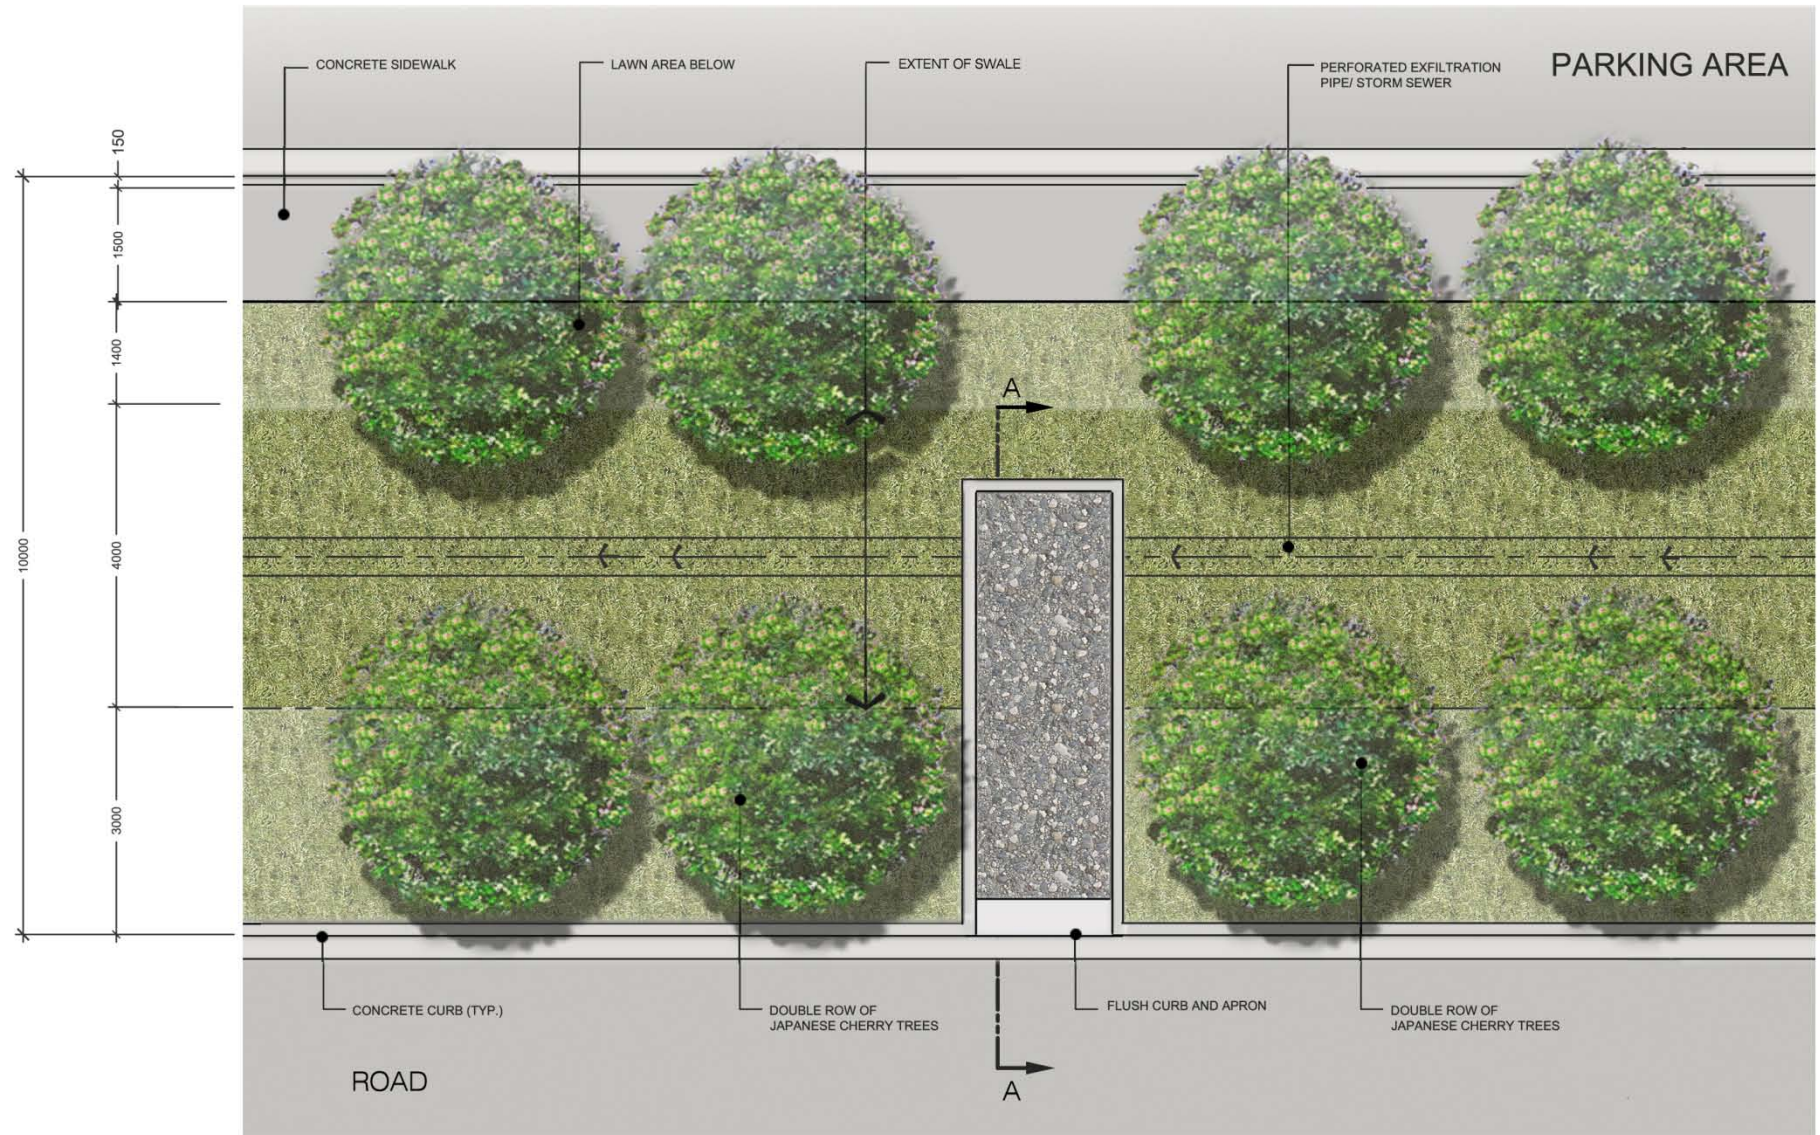 PARKING AREA
CONCRETE SIDEWALK
LAWN AREA BELOW
EXTENT OF SWALE
PERFORATED EXFILTRATION
PIPE/ STORM SEWER
150
1500
1400
10000
4000
3000
A
CONCRETE CURB (TYP.)
DOUBLE ROW OF
JAPANESE CHERRY TREES
FLUSH CURB AND APRON
DOUBLE ROW OF
JAPANESE CHERRY TREES
ROAD
A